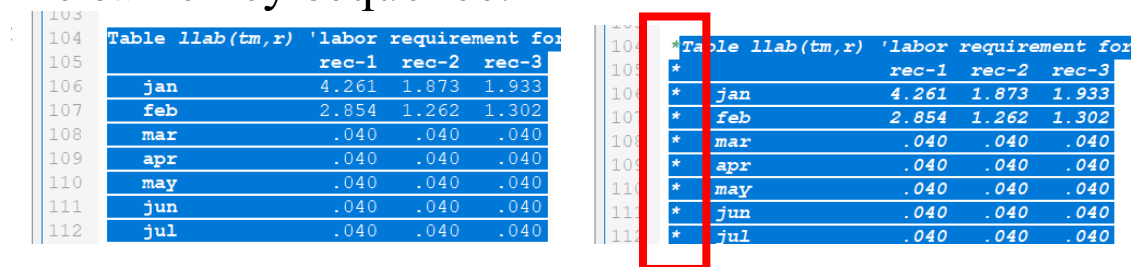 103
104 Table llab(tm,r) 'labor requirement for
105 rec-1 rec-2 rec-3
106 jan 4.261 1.873 1.933
107 feb 2.854 1.262 1.302
108 mar .040 .040 .040
109 apr .040 .040 .040
110 may .040 .040 .040
111 jun .040 .040 .040
112 jul .040 .040 .040
104 *Table llab(tm,r) 'labor requirement for
105 * rec-1 rec-2 rec-3
106 * jan 4.261 1.873 1.933
107 * feb 2.854 1.262 1.302
108 * mar .040 .040 .040
109 * apr .040 .040 .040
110 * may .040 .040 .040
111 * jun .040 .040 .040
112 * jul .040 .040 .040